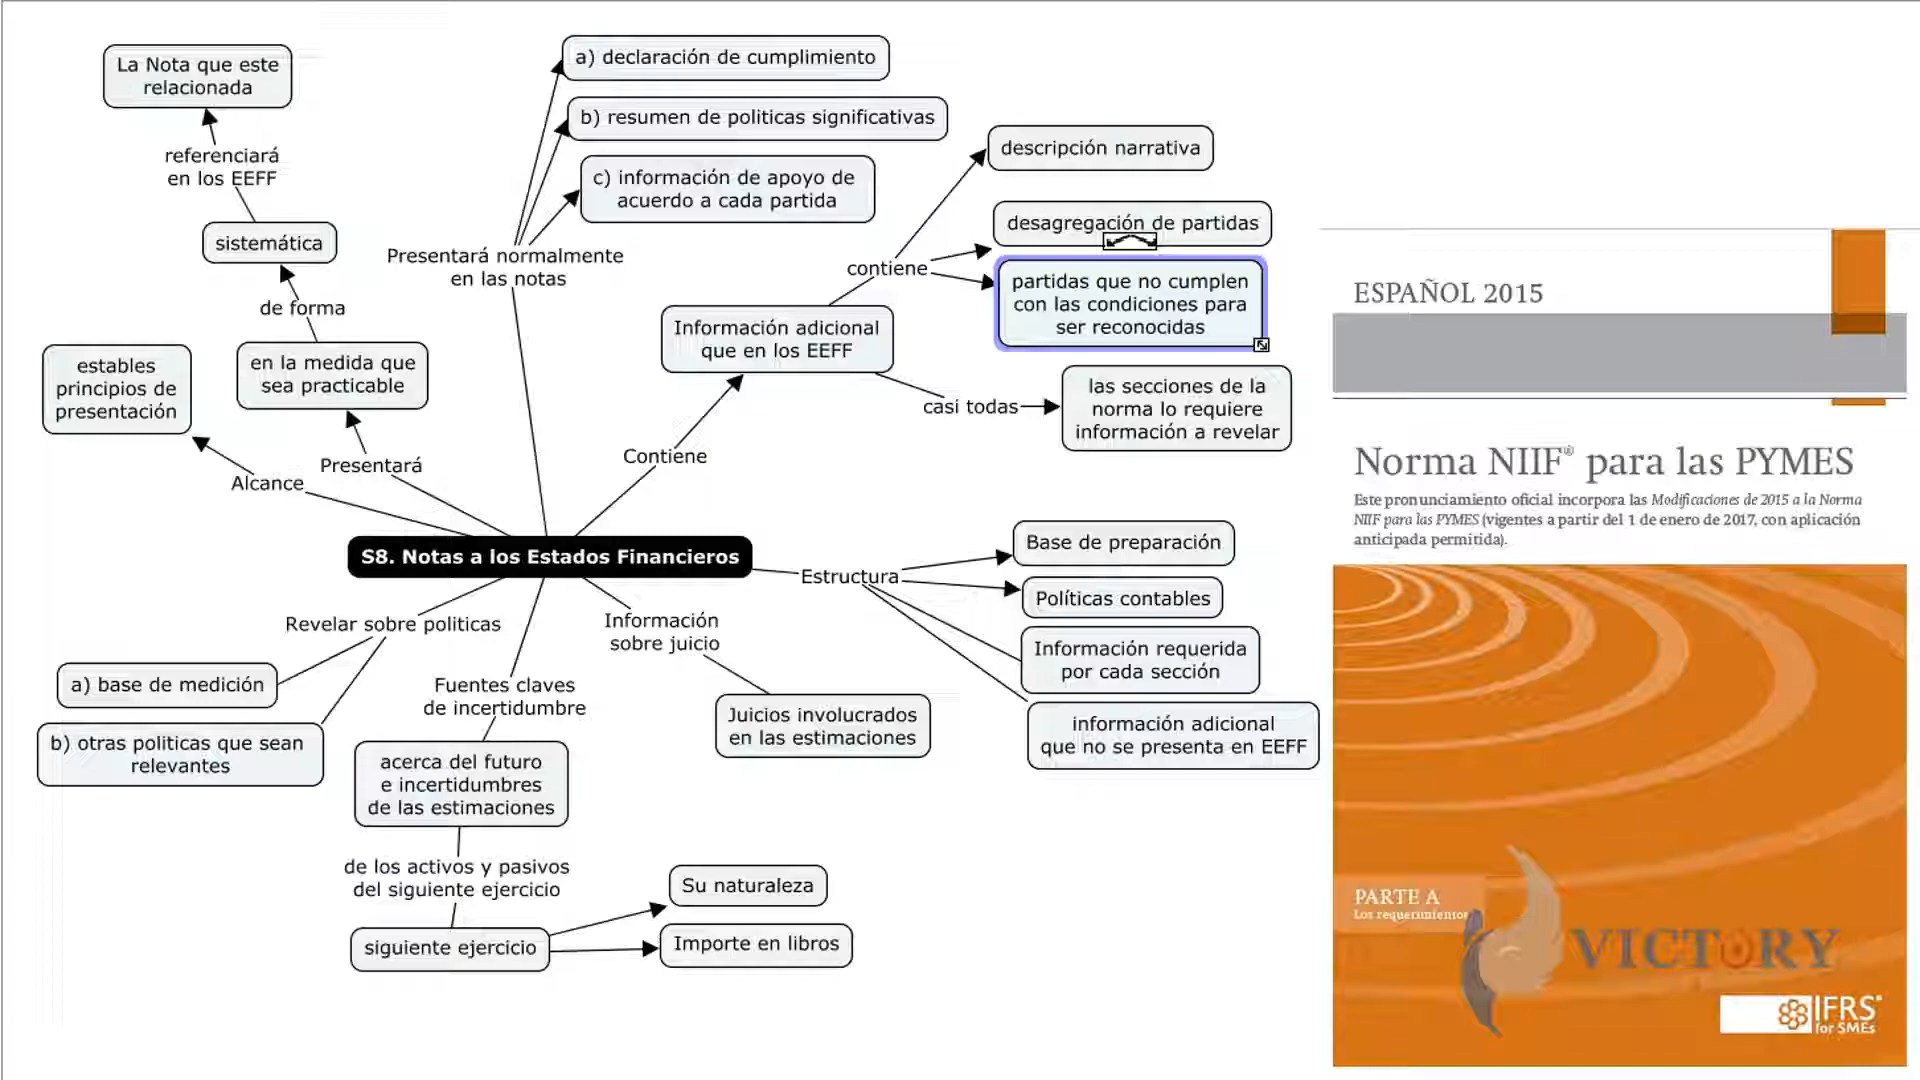 La Nota que este
relacionada
referenciará
en los EEFF
sistemática
de forma
en la medida que
sea practicable
estables
principios de
presentación
Presentará
Alcance
a) declaración de cumplimiento
b) resumen de politicas significativas
c) información de apoyo de
acuerdo a cada partida
Presentará normalmente
en las notas
descripción narrativa
desagregación de partidas
contiene
partidas que no cumplen
con las condiciones para
ser reconocidas
Información adicional
que en los EEFF
casi todas
las secciones de la
norma lo requiere
información a revelar
Contiene
S8. Notas a los Estados Financieros
Estructura
Base de preparación
Políticas contables
Información requerida
por cada sección
información adicional
que no se presenta en EEFF
Revelar sobre politicas
a) base de medición
b) otras politicas que sean
relevantes
Información
sobre juicio
Juicios involucrados
en las estimaciones
Fuentes claves
de incertidumbre
acerca del futuro
e incertidumbres
de las estimaciones
de los activos y pasivos
del siguiente ejercicio
siguiente ejercicio
Su naturaleza
Importe en libros
ESPAÑOL 2015
Norma NIIF® para las PYMES
Este pronunciamiento oficial incorpora las Modificaciones de 2015 a la Norma
NIIF para las PYMES (vigentes a partir del 1 de enero de 2017, con aplicación
anticipada permitida).
PARTE A
Los requerimientos
VICTORY
IFRS®
for SMEs